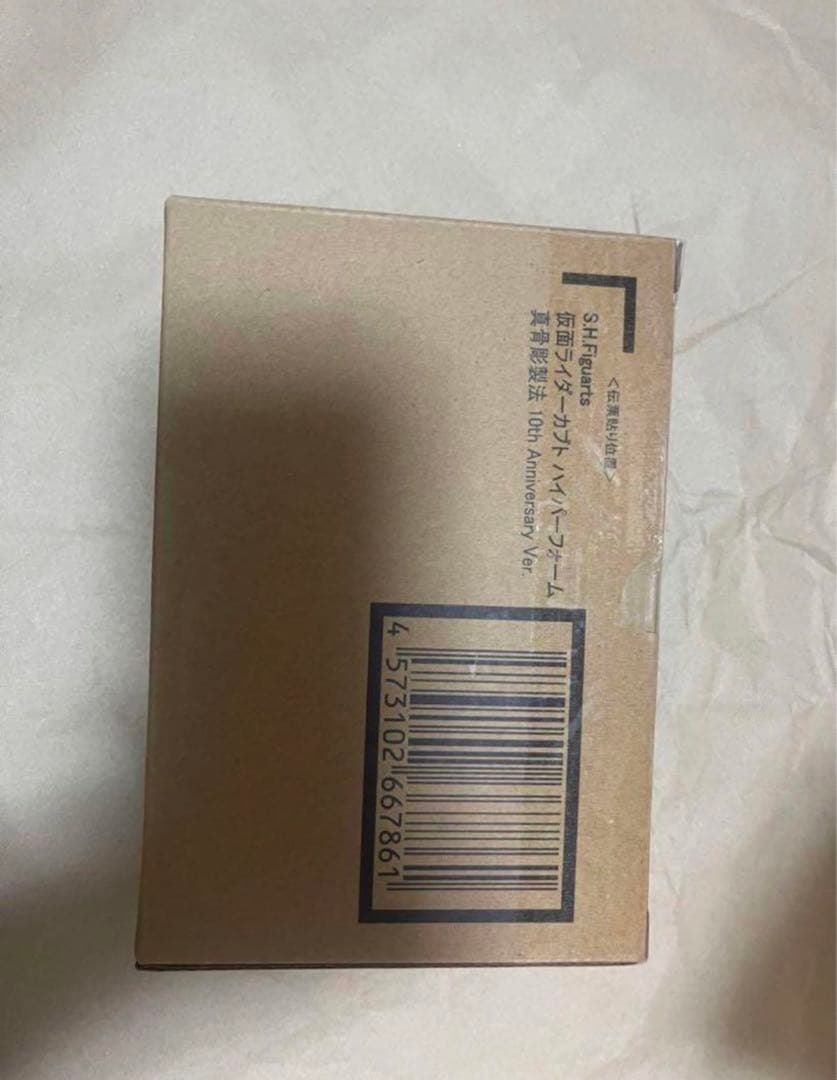 <伝票貼り位置>
S.H.Figuarts
仮面ライダーカブト ハイパーフォーム
真骨彫製法 10th Anniversary Ver.
4 573102 667861